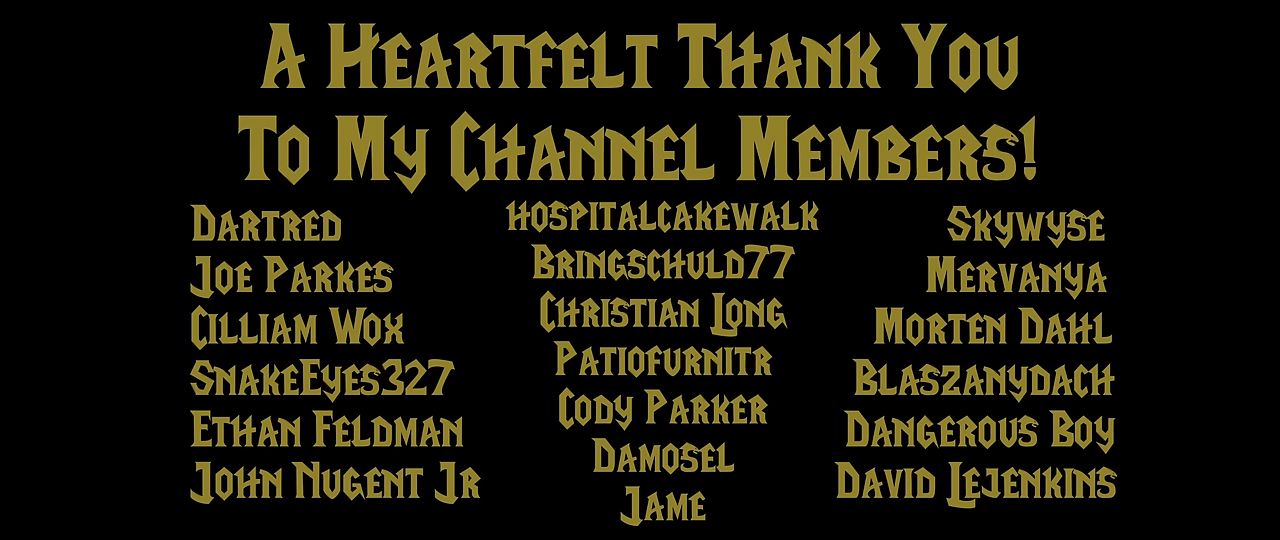 A Heartfelt Thank You
To My Channel Members!
Dartred
Joe Parkes
Cilliam Wox
SnakeEyes327
Ethan Feldman
John Nugent Jr
hospitalcakewalk
Bringschuld77
Christian Long
Patiofurnitr
Cody Parker
Damosel
Jame
Skywyse
Mervanya
Morten Dahl
Blaszanydach
Dangerous Boy
David Lejenkins